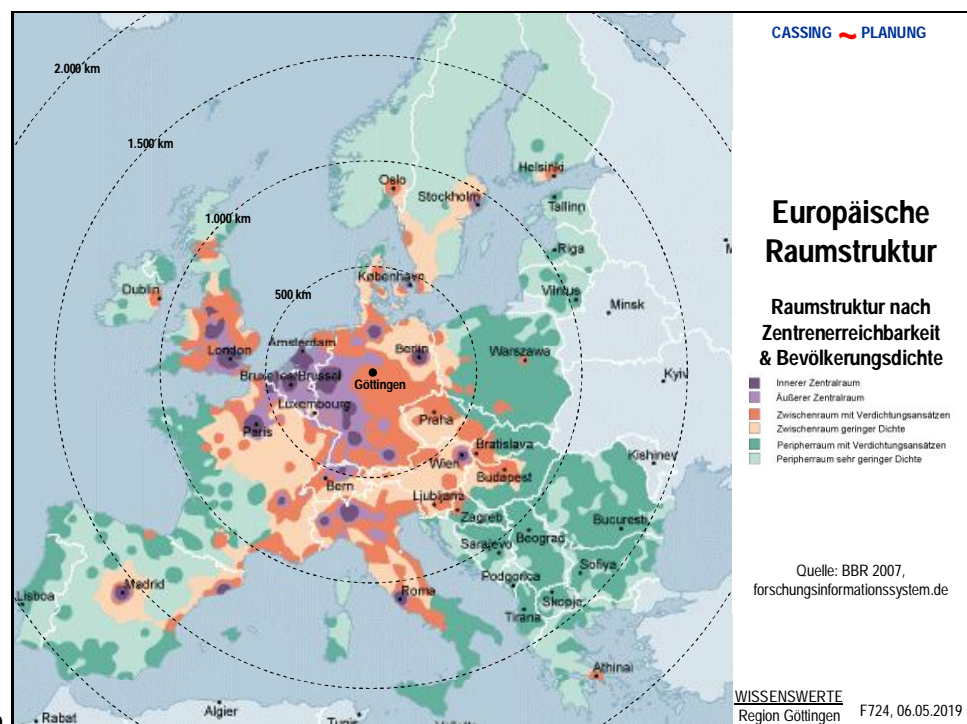 CASSING ~ PLANUNG
Europäische
Raumstruktur
Raumstruktur nach
Zentrenerreichbarkeit
& Bevölkerungsdichte
Innerer Zentralraum
Äußerer Zentralraum
Zwischenraum mit Verdichtungsansätzen
Zwischenraum geringer Dichte
Peripherraum mit Verdichtungsansätzen
Peripherraum sehr geringer Dichte
Quelle: BBR 2007,
forschungsinformationssystem.de
WISSENSWERTE
Region Göttingen
F724, 06.05.2019
2.000 km
1.500 km
1.000 km
500 km
Helsinki
Oslo
Stockholm
Tallinn
Riga
København
Dublin
Vilnius
Minsk
London
Amsterdam
Berlin
Warszawa
Bruxelles/Brussel
Göttingen
Kyiv
Luxembourg
Praha
Paris
Bratislava
Wien
Kishinev
Bern
Budapest
Ljubljana
Zagreb
Bucuresti
Beograd
Sarajevo
Sofiya
Podgorica
Madrid
Roma
Skopje
Lisboa
Tirana
Athinai
Rabat
Algier
Tunis